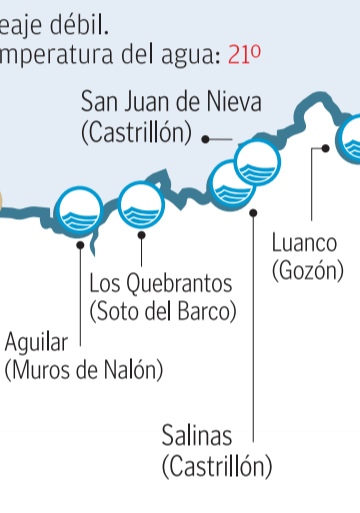 eaje débil.
mperatura del agua: 21º
San Juan de Nieva
(Castrillón)
Luanco
(Gozón)
Los Quebrantos
(Soto del Barco)
Aguilar
(Muros de Nalón)
Salinas
(Castrillón)